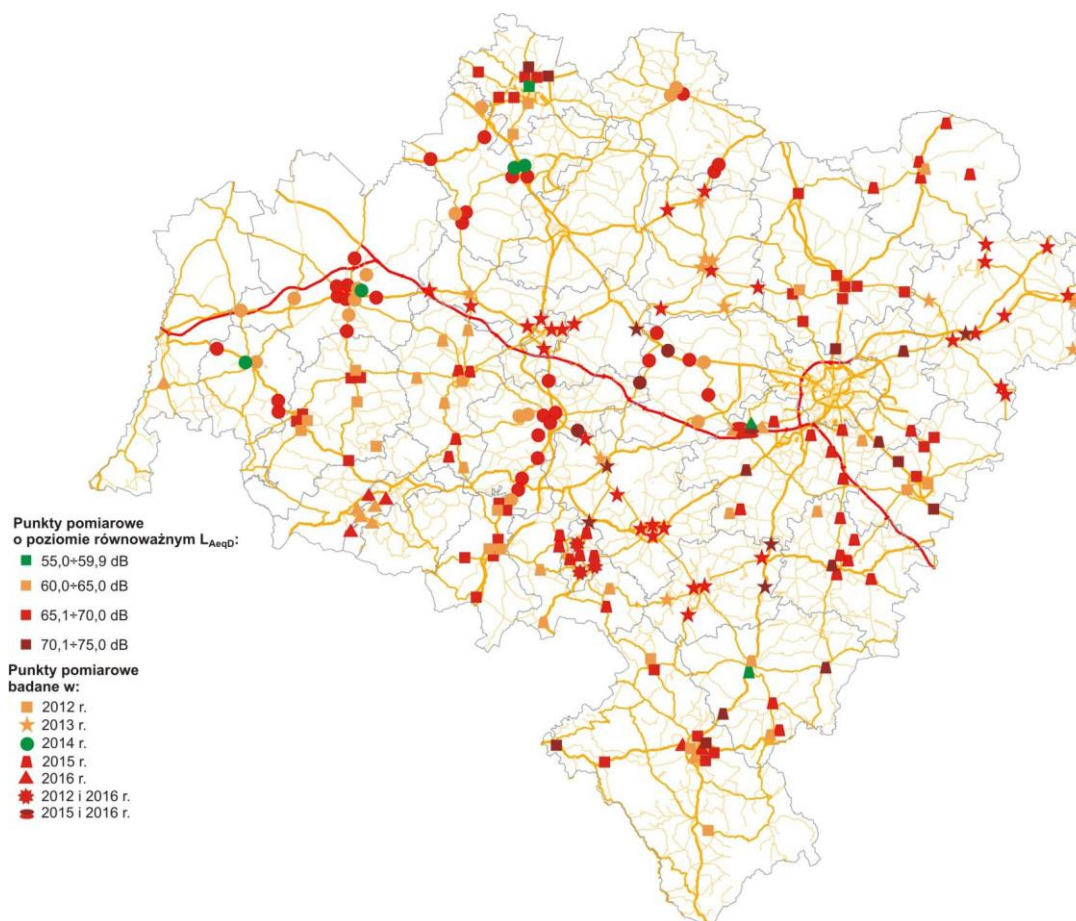 Punkty pomiarowe
o poziomie równoważnym LAeqD:
55,0÷59,9 dB
60,0÷65,0 dB
65,1÷70,0 dB
70,1÷75,0 dB
Punkty pomiarowe
badane w:
2012 r.
2013 r.
2014 r.
2015 r.
2016 r.
2012 i 2016 r.
2015 i 2016 r.